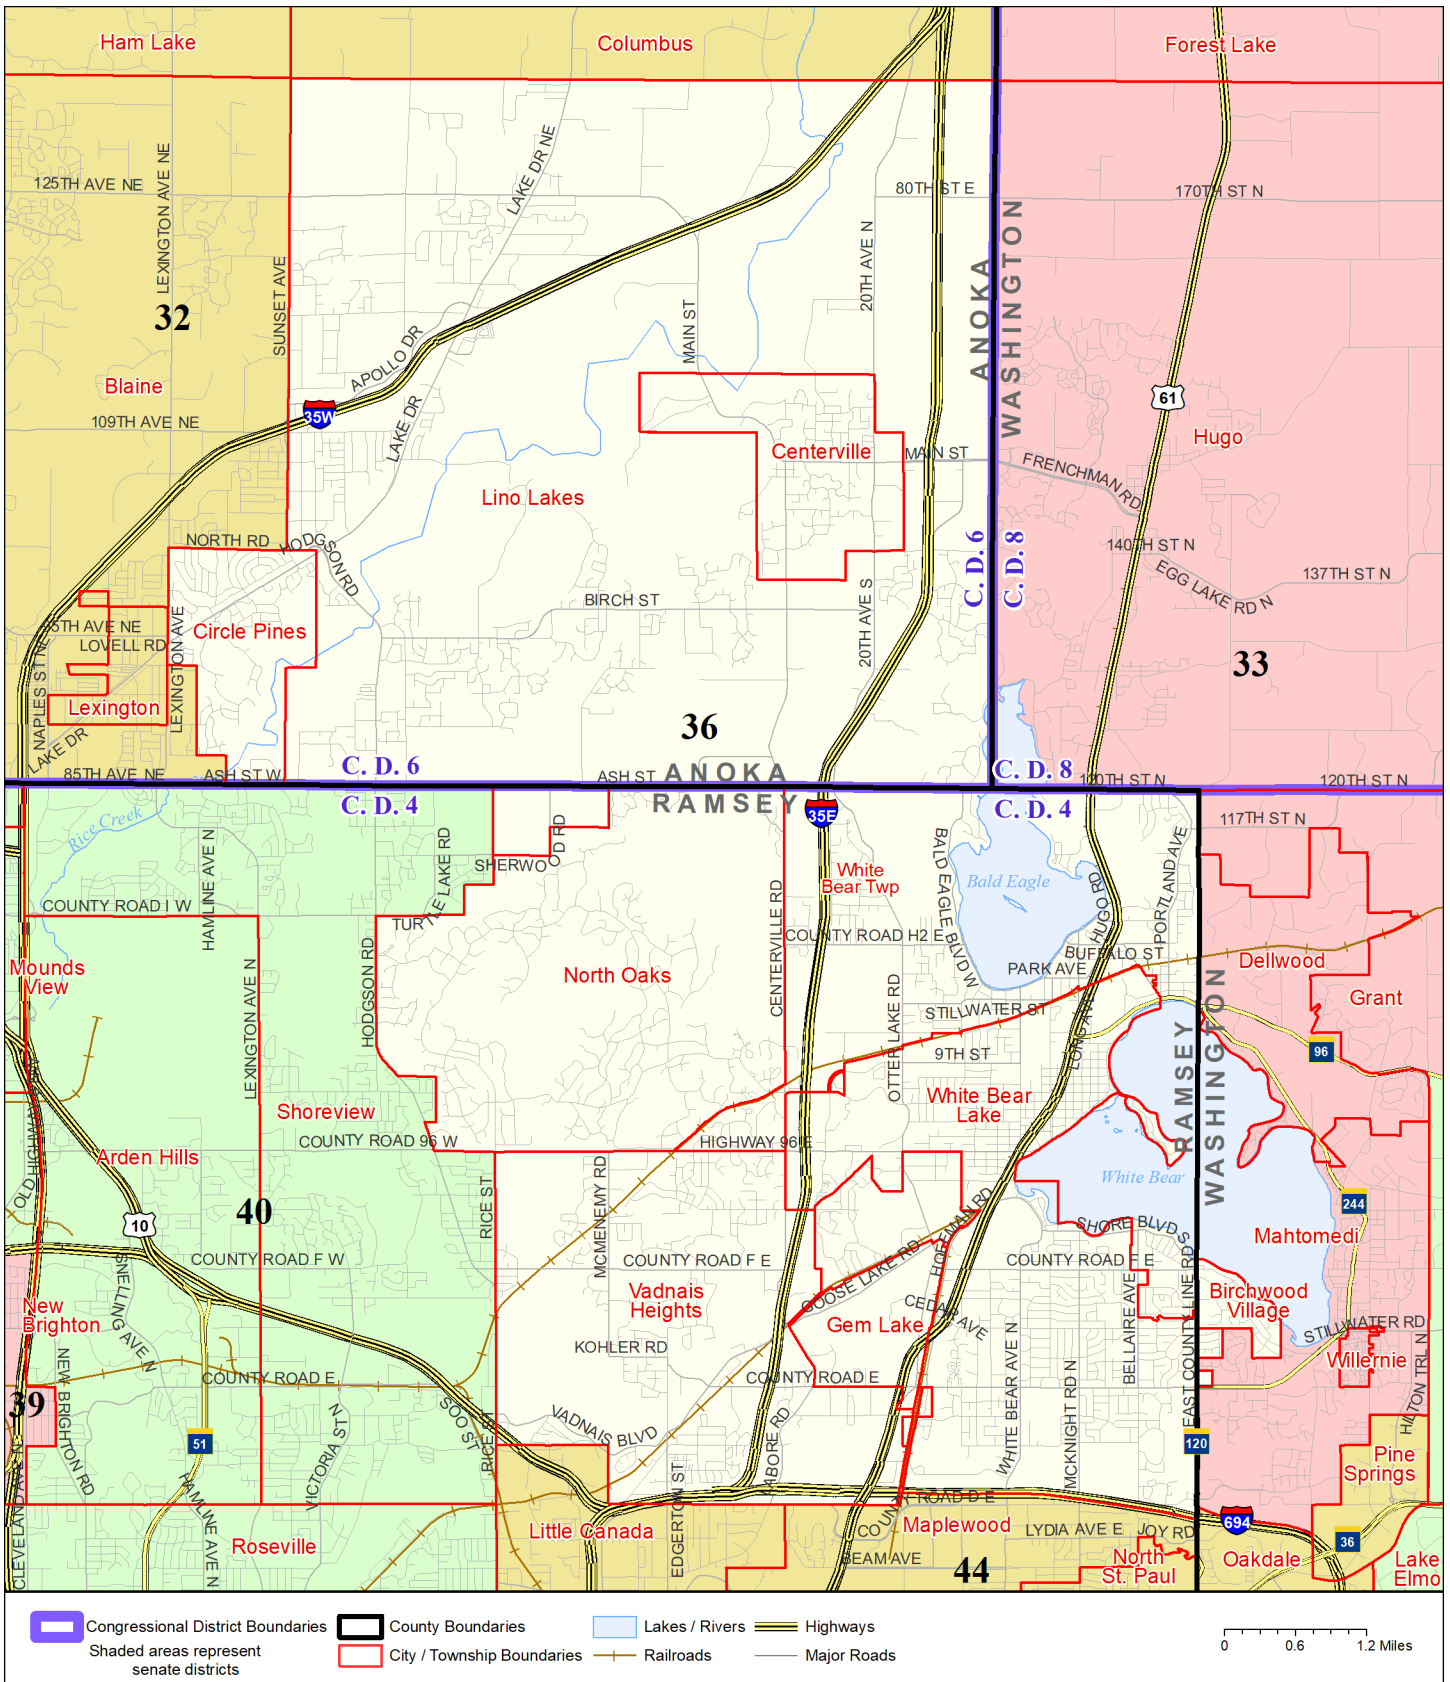 Ham Lake
Columbus
Forest Lake
125TH AVE NE
LEXINGTON AVE NE
LAKE DR NE
80TH ST E
170TH ST N
SUNSET AVE
20TH AVE N
ANOKA
WASHINGTON
32
MAIN ST
APOLLO DR
Blaine
35W
61
109TH AVE NE
LAKE DR
Hugo
Centerville
MAIN ST
FRENCHMAN RD
Lino Lakes
NORTH RD
HODGSON RD
C. D. 6
C. D. 8
140TH ST N
EGG LAKE RD N
137TH ST N
BIRCH ST
LOVELL RD
Circle Pines
LEXINGTON AVE
20TH AVE S
NAPLES ST NE
33
Lexington
36
LAKE DR
85TH AVE NE
ASH ST W
C. D. 6
ASH ST
ANOKA
C. D. 8
120TH ST N
120TH ST N
C. D. 4
RAMSEY
C. D. 4
35E
Rice Creek
HAMLINE AVE N
TURTLE LAKE RD
SHERWOOD RD
117TH ST N
BALD EAGLE BLVD W
PORTLAND AVE
White
Bear Twp
Bald Eagle
HUGO RD
COUNTY ROAD I W
CENTERVILLE RD
COUNTY ROAD H2 E
BUFFALO ST
PARK AVE
Mounds
View
LEXINGTON AVE N
HODGSON RD
North Oaks
Dellwood
Grant
OTTER LAKE RD
STILLWATER ST
LONG AVE
9TH ST
RAMSEY
WASHINGTON
96
OLD HIGHWAY
Shoreview
White Bear
Lake
COUNTY ROAD 96 W
HIGHWAY 96 E
Arden Hills
White Bear
40
10
RICE ST
MCMENEMY RD
HOFFMAN RD
SHORE BLVD S
244
Mahtomedi
COUNTY ROAD F W
COUNTY ROAD F E
GOOSE LAKE RD
COUNTY ROAD F E
SNELLING AVE N
Vadnais
Heights
BELLAIRE AVE
EAST COUNTY LINE RD
Birchwood
Village
New
Brighton
Gem Lake
CEDAR AVE
STILLWATER RD
KOHLER RD
WHITE BEAR AVE N
Willernie
HILTON TRL N
NEW BRIGHTON RD
COUNTY ROAD E
COUNTY ROAD E
MCKNIGHT RD N
39
SOO ST
RICE ST
VADNAIS BLVD
LABORE RD
51
VICTORIA ST N
120
Pine
Springs
CLEVELAND AVE N
HAMLINE AVE N
EDGERTON ST
COUNTY ROAD D E
Roseville
Little Canada
Maplewood
LYDIA AVE E
JOY RD
694
36
BEAM AVE
44
North
St. Paul
Oakdale
Lake
Elmo
Congressional District Boundaries
County Boundaries
Lakes / Rivers
Highways
Shaded areas represent
senate districts
City / Township Boundaries
Railroads
Major Roads
0 0.6 1.2 Miles